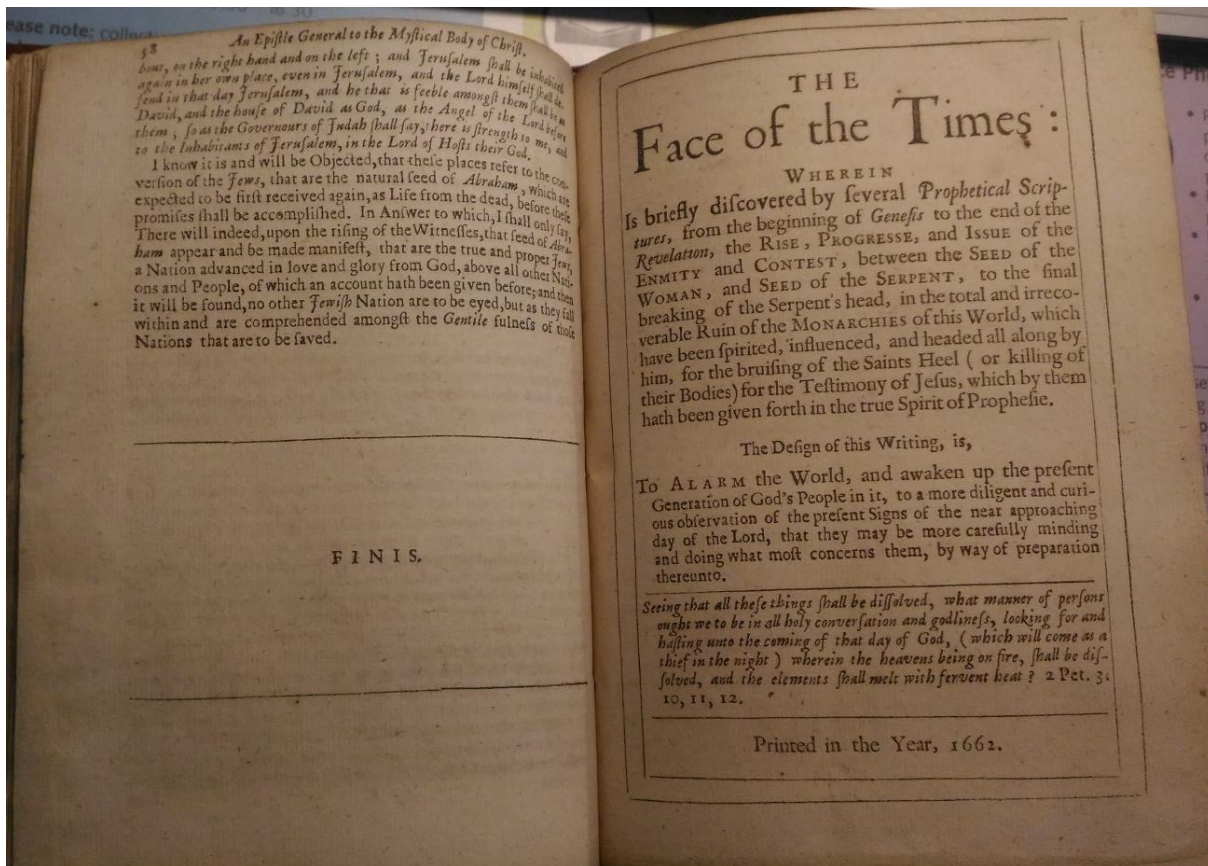 ease note: collecti
18.30
58
An Epiſtle General to the Myſtical Body of Chriſt.
bout, on the right hand and on the left ; and Jeruſalem ſhall be inhabited
again in her own place, even in Jeruſalem, and the Lord himſelf ſhall de-
fend in that day Jeruſalem, and he that is feeble amongſt them ſhall be as
David, and the houſe of David as God, as the Angel of the Lord before
them ; ſo as the Governours of Judah ſhall ſay, there is ſtrength to me, and
to the Inhabitants of Jeruſalem, in the Lord of Hoſts their God.
I know it is and will be Objected, that theſe places refer to the con-
verſion of the Jews, that are the natural ſeed of Abraham, which are
expected to be firſt received again, as Life from the dead, before theſe
promiſes ſhall be accompliſhed. In Anſwer to which, I ſhall only ſay,
There will indeed, upon the riſing of the Witneſſes, that ſeed of Abra-
ham appear and be made manifeſt, that are the true and proper Jews,
a Nation advanced in love and glory from God, above all other Nati-
ons and People, of which an account hath been given before; and then
it will be found, no other Jewiſh Nation are to be eyed, but as they fall
within and are comprehended amongſt the Gentile fulneſs of thoſe
Nations that are to be ſaved.
FINIS.
THE
Face of the Times :
WHEREIN
Is briefly diſcovered by ſeveral Prophetical Scrip-
tures, from the beginning of Geneſis to the end of the
Revelation, the RISE, PROGRESSE, and ISSUE of the
ENMITY and CONTEST, between the SEED of the
WOMAN, and SEED of the SERPENT, to the final
breaking of the Serpent's head, in the total and irreco-
verable Ruin of the MONARCHIES of this World, which
have been ſpirited, influenced, and headed all along by
him, for the bruiſing of the Saints Heel ( or killing of
their Bodies) for the Teſtimony of Jeſus, which by them
hath been given forth in the true Spirit of Propheſie.
The Deſign of this Writing, is,
To ALARM the World, and awaken up the preſent
Generation of God's People in it, to a more diligent and curi-
ous obſervation of the preſent Signs of the near approaching
day of the Lord, that they may be more carefully minding
and doing what moſt concerns them, by way of preparation
thereunto.
Seeing that all theſe things ſhall be diſſolved, what manner of perſons
ought we to be in all holy converſation and godlineſs, looking for and
haſting unto the coming of that day of God, ( which will come as a
thief in the night ) wherein the heavens being on fire, ſhall be diſ-
ſolved, and the elements ſhall melt with fervent heat ? 2 Pet. 3.
10, 11, 12.
Printed in the Year, 1662.